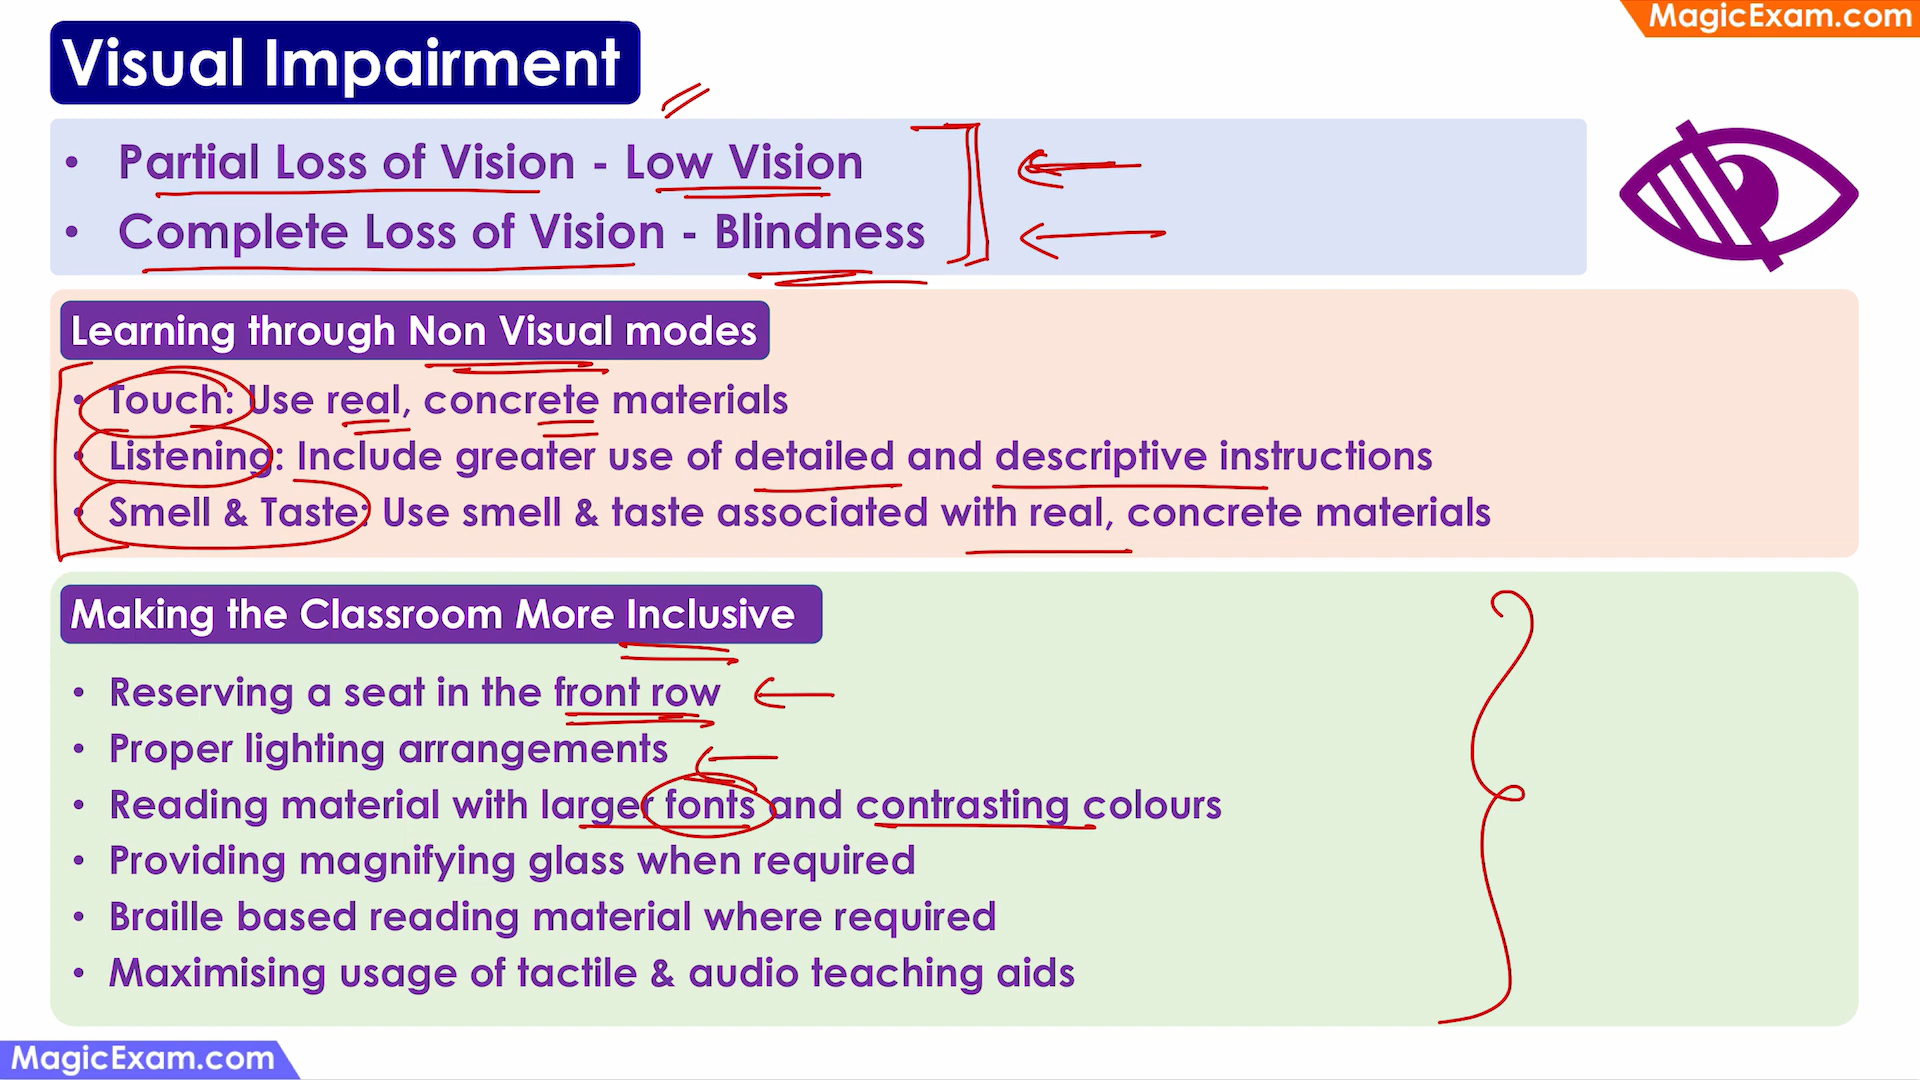 MagicExam.com
Visual Impairment
• Partial Loss of Vision - Low Vision
• Complete Loss of Vision - Blindness
Learning through Non Visual modes
• Touch: Use real, concrete materials
• Listening: Include greater use of detailed and descriptive instructions
• Smell & Taste: Use smell & taste associated with real, concrete materials
Making the Classroom More Inclusive
• Reserving a seat in the front row
• Proper lighting arrangements
• Reading material with larger fonts and contrasting colours
• Providing magnifying glass when required
• Braille based reading material where required
• Maximising usage of tactile & audio teaching aids
MagicExam.com